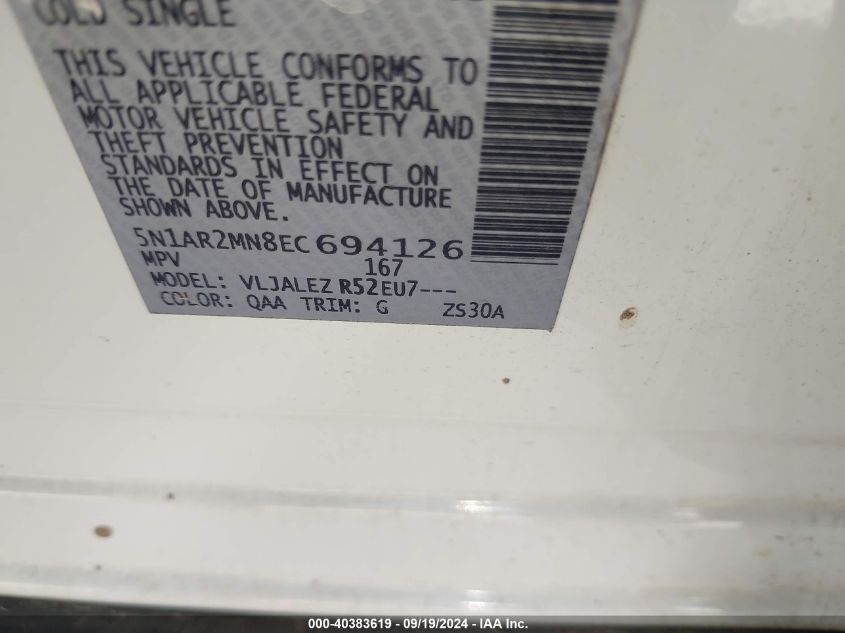 COLD SINGLE
THIS VEHICLE CONFORMS TO
ALL APPLICABLE FEDERAL
MOTOR VEHICLE SAFETY AND
THEFT PREVENTION
STANDARDS IN EFFECT ON
THE DATE OF MANUFACTURE
SHOWN ABOVE.
5N1AR2MN8EC694126
MPV 167
MODEL: VLJALEZ R52EU7---
COLOR: QAA TRIM: G ZS30A
000-40383619 - 09/19/2024 - IAA Inc.